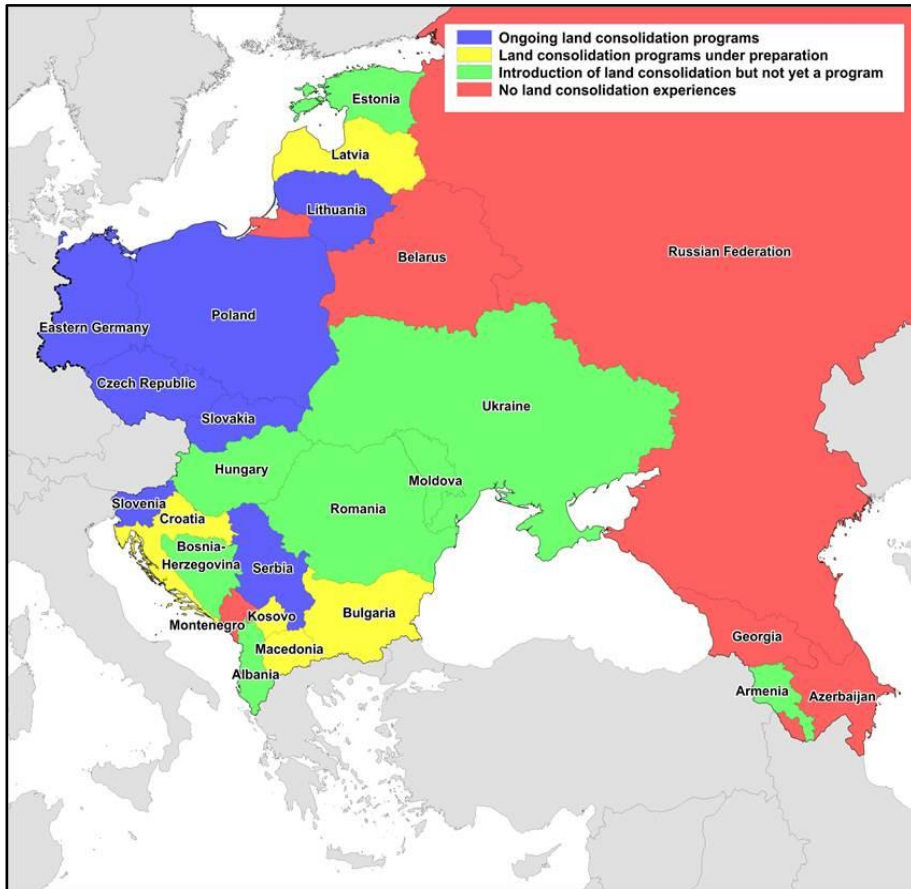 Ongoing land consolidation programs
Land consolidation programs under preparation
Introduction of land consolidation but not yet a program
No land consolidation experiences
Estonia
Latvia
Lithuania
Russian Federation
Belarus
Poland
Eastern Germany
Czech Republic
Slovakia
Ukraine
Hungary
Moldova
Romania
Slovenia
Croatia
Bosnia-
Herzegovina
Serbia
Bulgaria
Kosovo
Montenegro
Macedonia
Albania
Georgia
Armenia
Azerbaijan